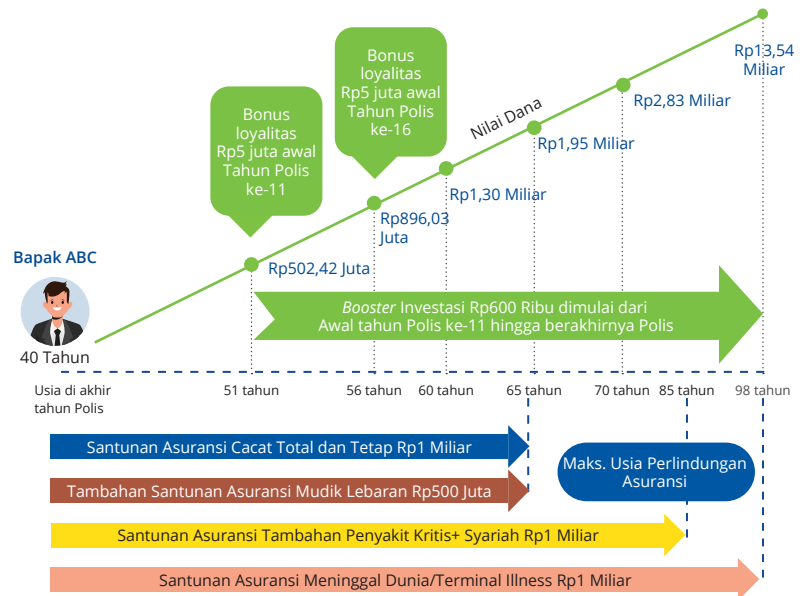 Bonus
loyalitas
Rp5 juta awal
Tahun Polis
ke-11
Bonus
loyalitas
Rp5 juta awal
Tahun Polis
ke-16
Nilai Dana
Rp13,54
Miliar
Rp2,83 Miliar
Rp1,95 Miliar
Rp1,30 Miliar
Rp896,03
Juta
Rp502,42 Juta
Bapak ABC
40 Tahun
Booster Investasi Rp600 Ribu dimulai dari
Awal tahun Polis ke-11 hingga berakhirnya Polis
Usia di akhir
tahun Polis
51 tahun
56 tahun
60 tahun
65 tahun
70 tahun
85 tahun
98 tahun
Santunan Asuransi Cacat Total dan Tetap Rp1 Miliar
Tambahan Santunan Asuransi Mudik Lebaran Rp500 Juta
Maks. Usia Perlindungan
Asuransi
Santunan Asuransi Tambahan Penyakit Kritis+ Syariah Rp1 Miliar
Santunan Asuransi Meninggal Dunia/Terminal Illness Rp1 Miliar